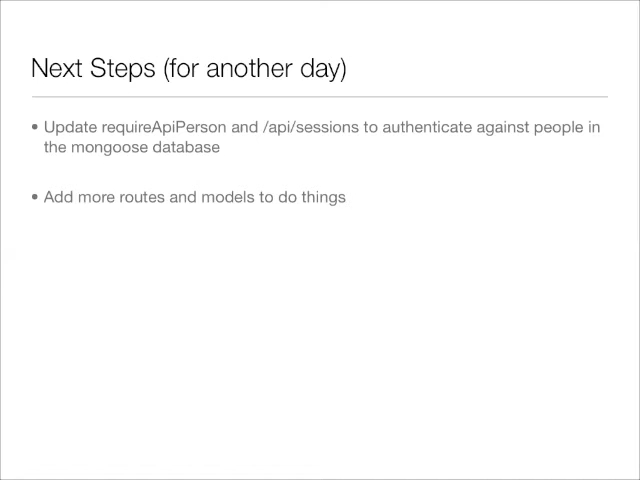 Next Steps (for another day)
• Update requireApiPerson and /api/sessions to authenticate against people in
the mongoose database
• Add more routes and models to do things